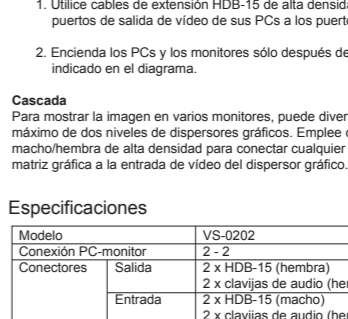 1. Utilice cables de extensión HDB-15 de alta
puertos de salida de vídeo de sus PCs a los
2. Encienda los PCs y los monitores sólo después de
indicado en el diagrama.
Cascada
Para mostrar la imagen en varios monitores, puede
máximo de dos niveles de dispersores gráficos. Emplee
macho/hembra de alta densidad para conectar cualquier
matriz gráfica a la entrada de vídeo del dispersor gráfico.
Especificaciones
Modelo VS-0202
Conexión PC-monitor 2 - 2
Conectores Salida 2 x HDB-15 (hembra)
2 x clavijas de audio
Entrada 2 x HDB-15 (macho)
2 x clavijas de audio